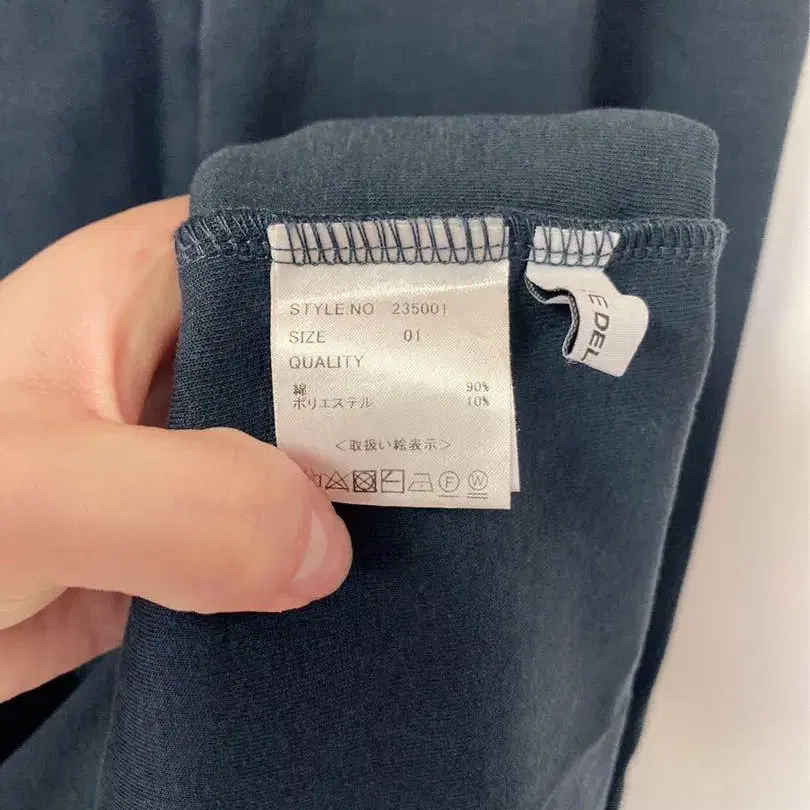 STYLE.NO 235001
SIZE 01
QUALITY
綿 90%
ポリエステル 10%
<取扱い絵表示>
F W
E DEL